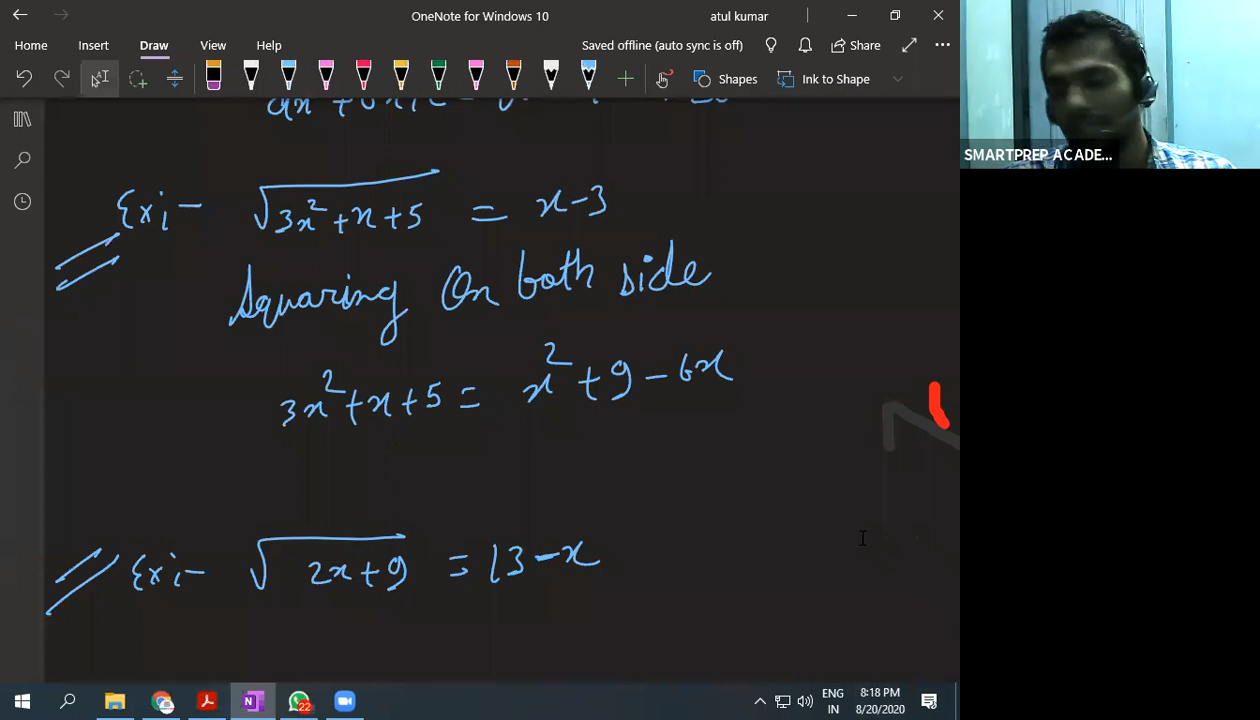 OneNote for Windows 10 atul kumar
Home Insert Draw View Help Saved offline (auto sync is off) Share
Shapes Ink to Shape
SMARTPREP ACADE...
Ex:- √3x²+x+5 = x-3
Squaring On both side
3x²+x+5 = x²+9-6x
Ex:- √2x+9 = 13-x
22
ENG
IN
8:18 PM
8/20/2020